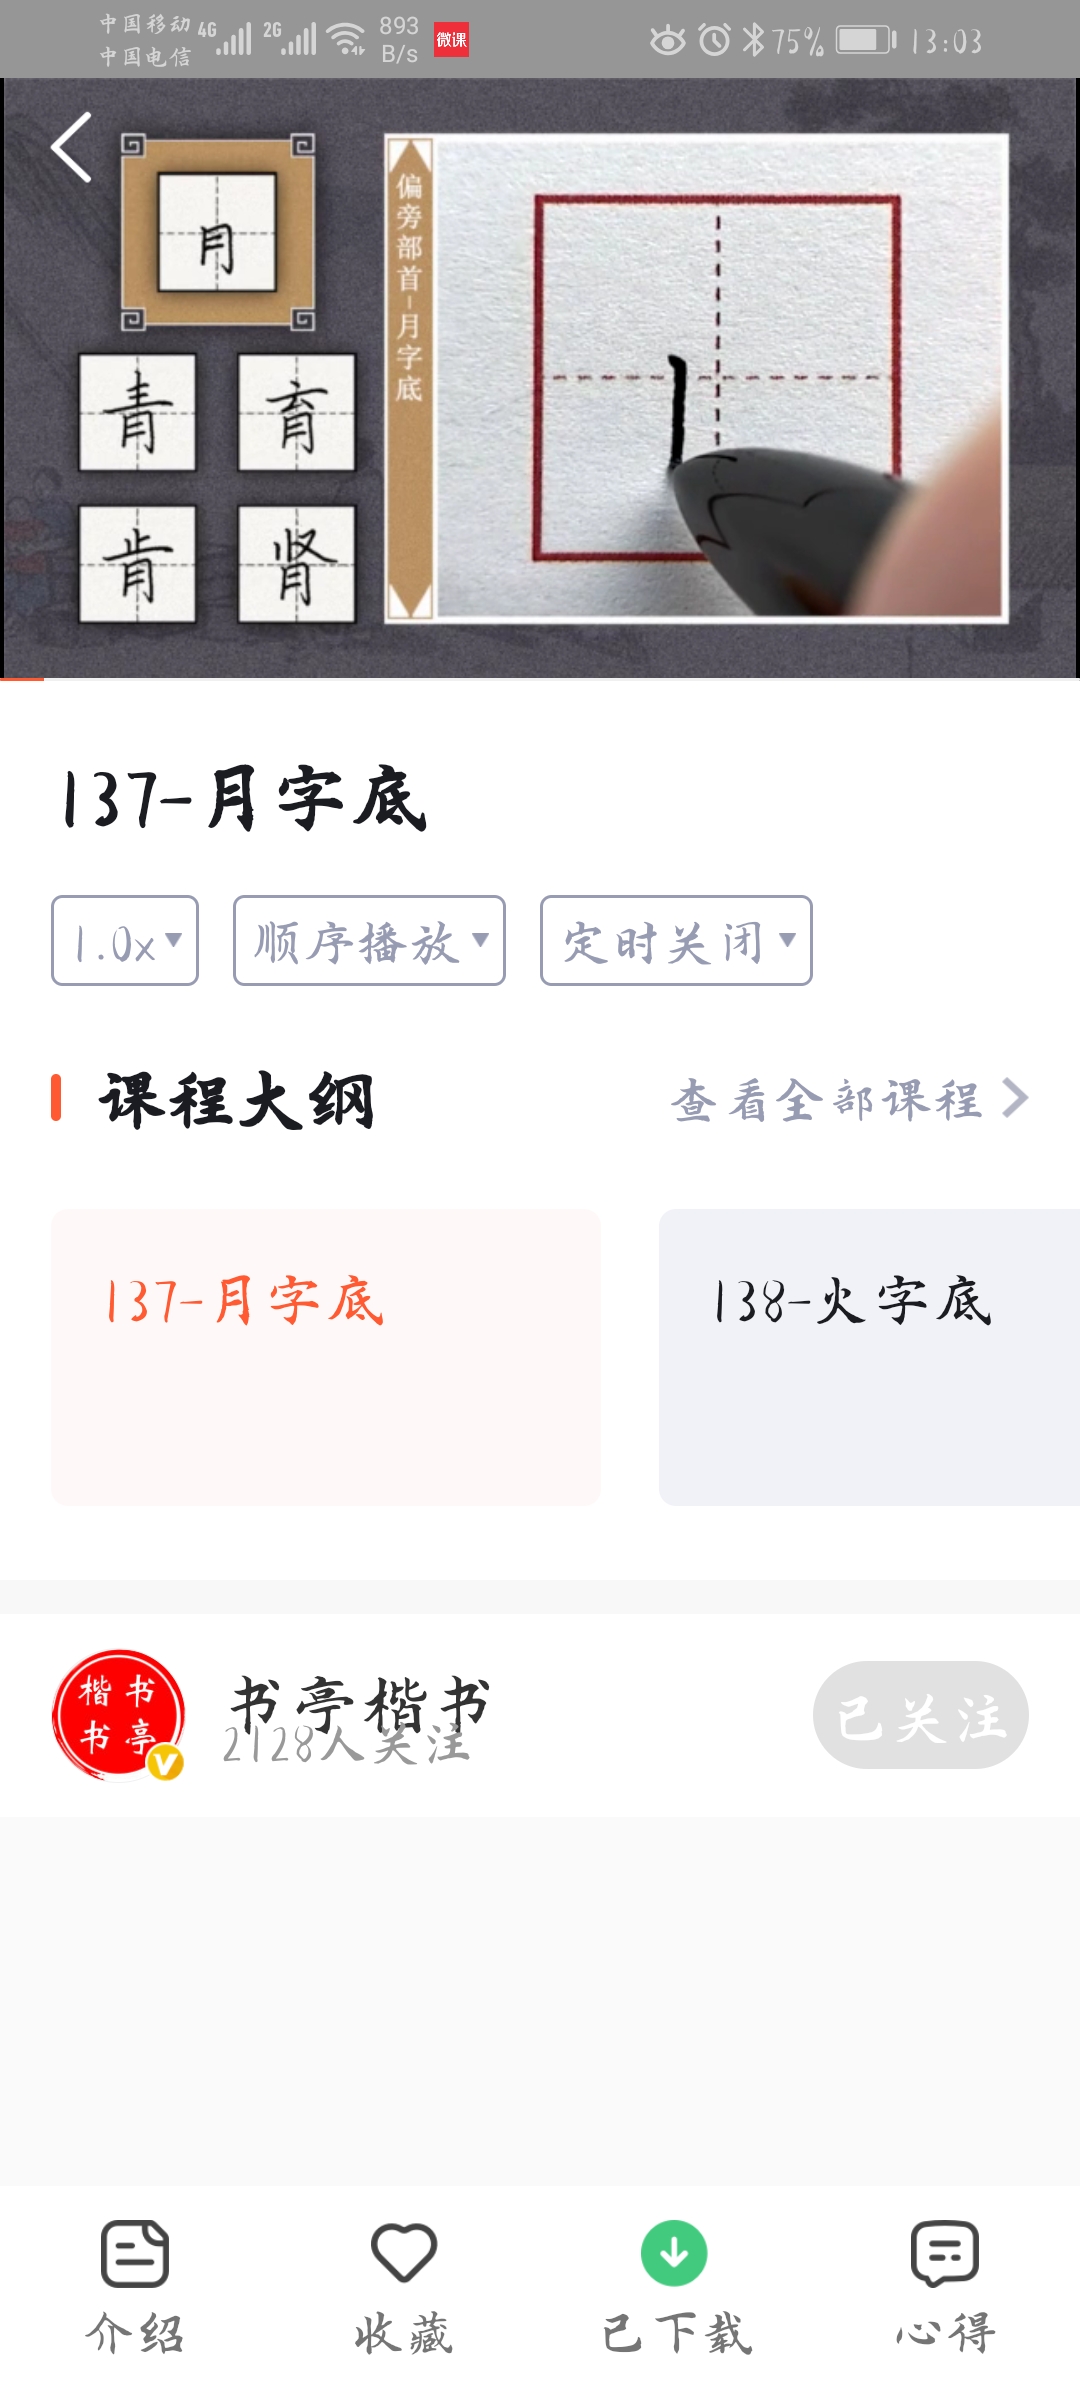 中国移动 4G 2G 893 B/s 微课 75% 13:03
中国电信
月
青 育
肯 肾
偏旁部首-月字底
137-月字底
1.0x 顺序播放 定时关闭
课程大纲 查看全部课程
137-月字底 138-火字底
楷书
书亭
书亭楷书
2128人关注
已关注
介绍 收藏 已下载 心得